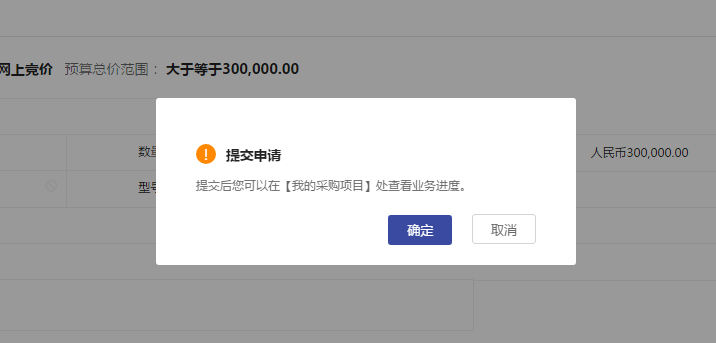 网上竞价 预算总价范围： 大于等于300,000.00
提交申请
数量
人民币300,000.00
型号
提交后您可以在【我的采购项目】处查看业务进度。
确定 取消